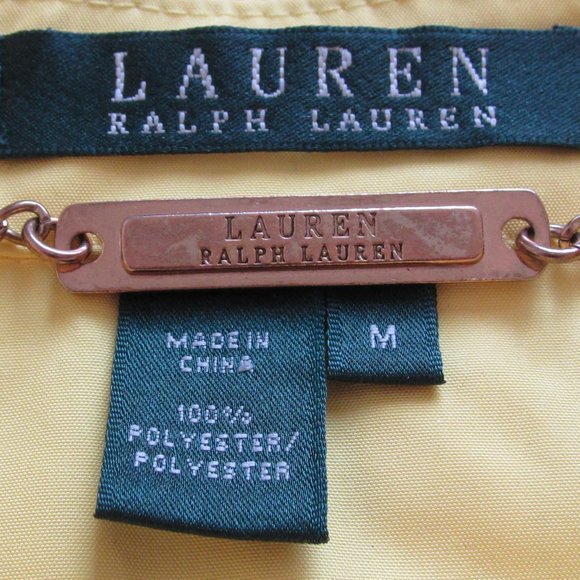 LAUREN
RALPH LAUREN
LAUREN
RALPH LAUREN
MADE IN
CHINA
100%
POLYESTER/
POLYESTER
M